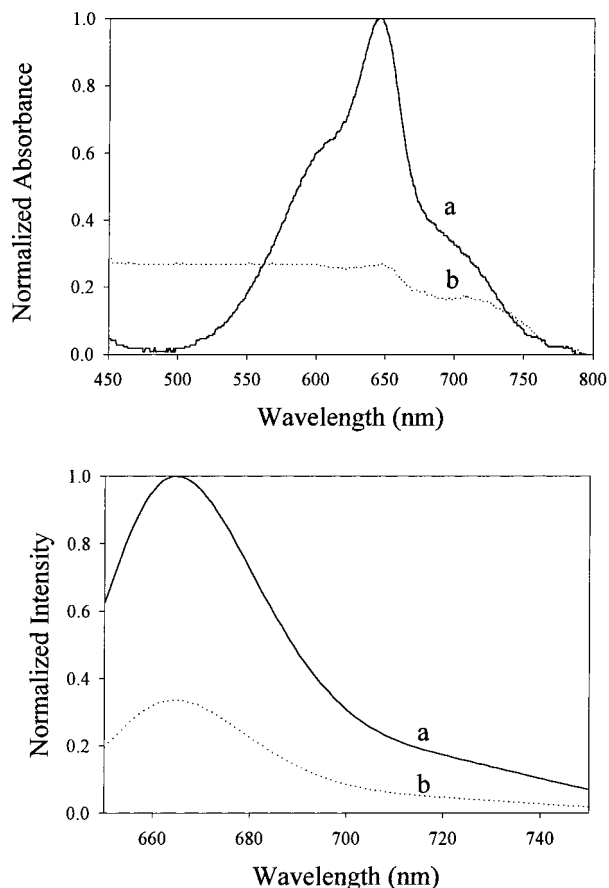 1.0
0.8
0.6
0.4
0.2
0.0
Normalized Absorbance
a
b
450 500 550 600 650 700 750 800
Wavelength (nm)
1.0
0.8
0.6
0.4
0.2
0.0
Normalized Intensity
a
b
660 680 700 720 740
Wavelength (nm)